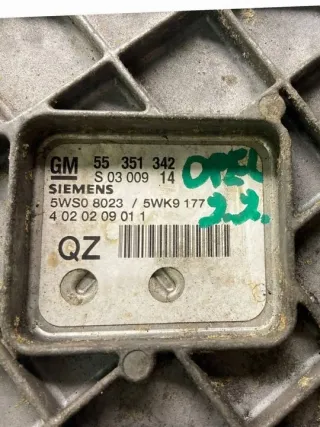 GM 55 351 342
S 03 009 14
SIEMENS
5WS0 8023 / 5WK9 177
4 02 02 09 01 1
QZ
OPEL
2.2.